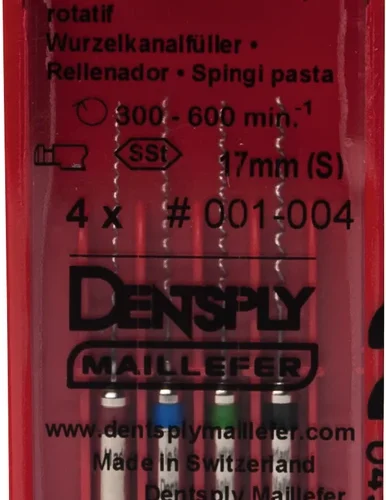 rotatif
Wurzelkanalfüller •
Rellenador • Spingi pasta
300 - 600 min.-1
SSt
17mm (S)
4 x # 001-004
DENTSPLY
MAILLEFER
www.dentsplymaillefer.com
Made in Switzerland
Dentsply Maillefer